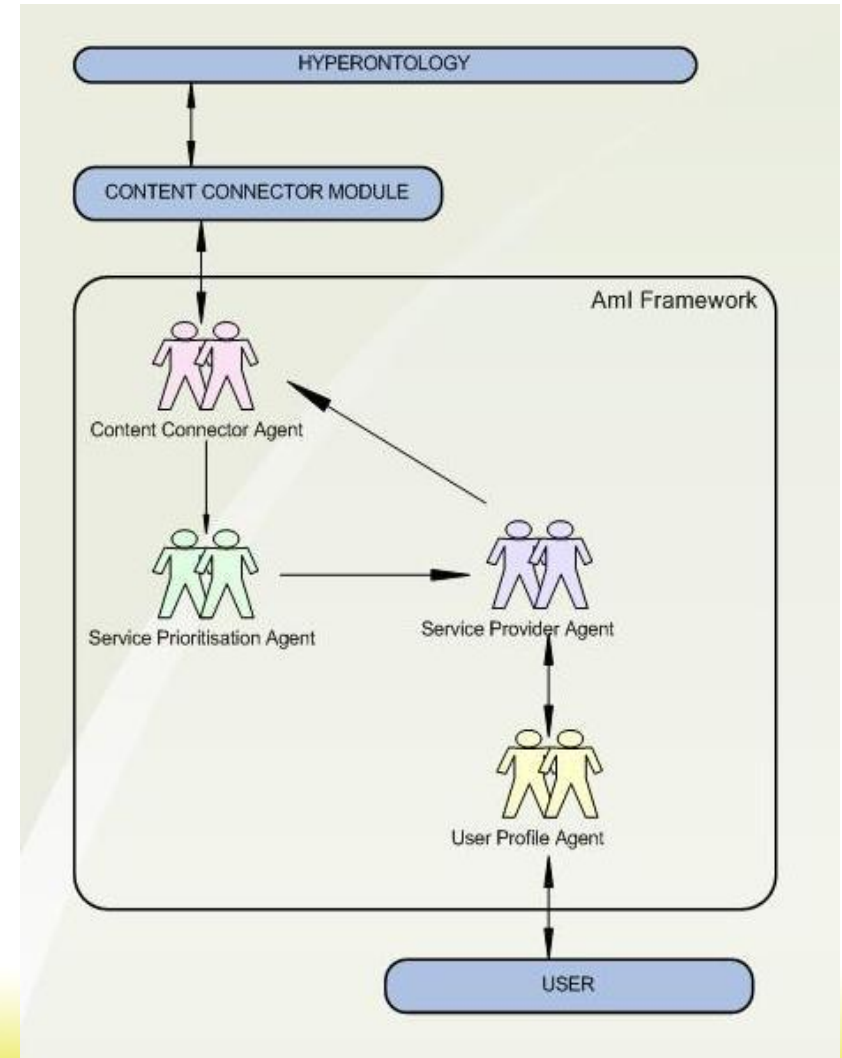 HYPERONTOLOGY
CONTENT CONNECTOR MODULE
AmI Framework
Content Connector Agent
Service Prioritisation Agent
Service Provider Agent
User Profile Agent
USER